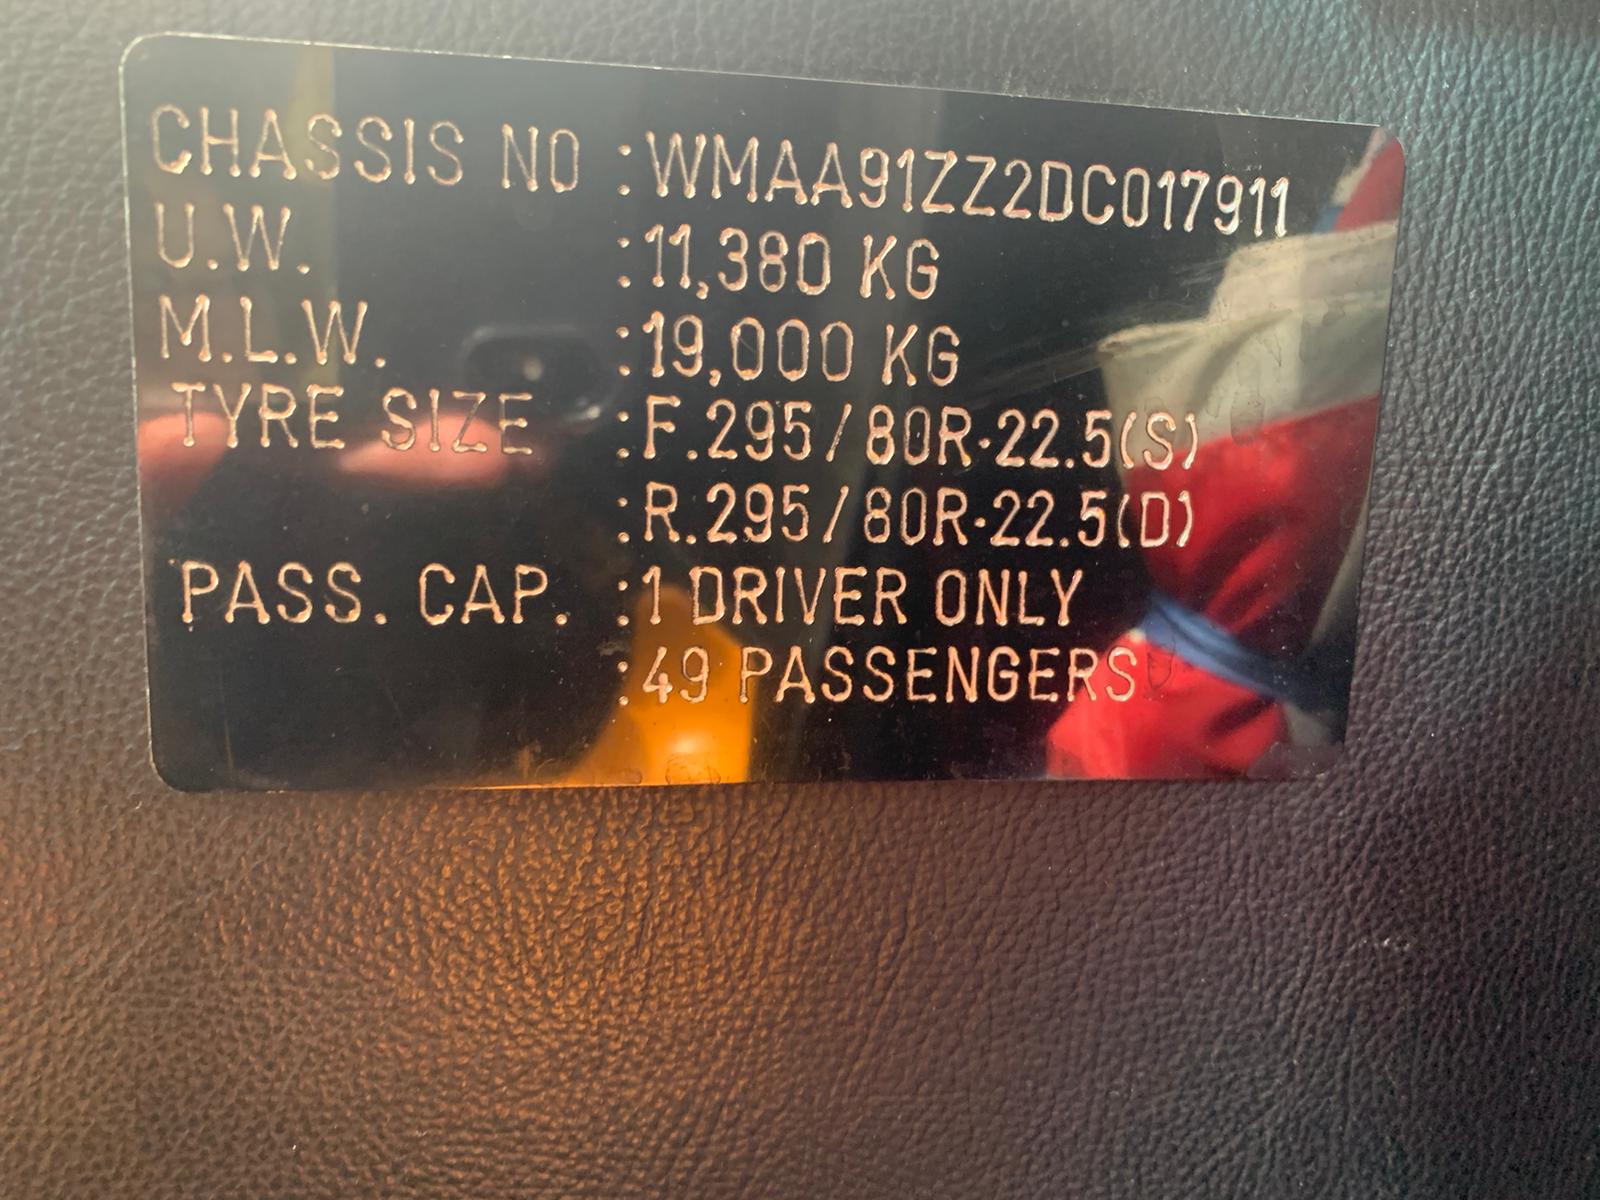 CHASSIS NO :WMAA91ZZ2DC017911
U.W. :11,380 KG
M.L.W. :19,000 KG
TYRE SIZE :F.295/80R-22.5(S)
:R.295/80R-22.5(D)
PASS. CAP. :1 DRIVER ONLY
:49 PASSENGERS